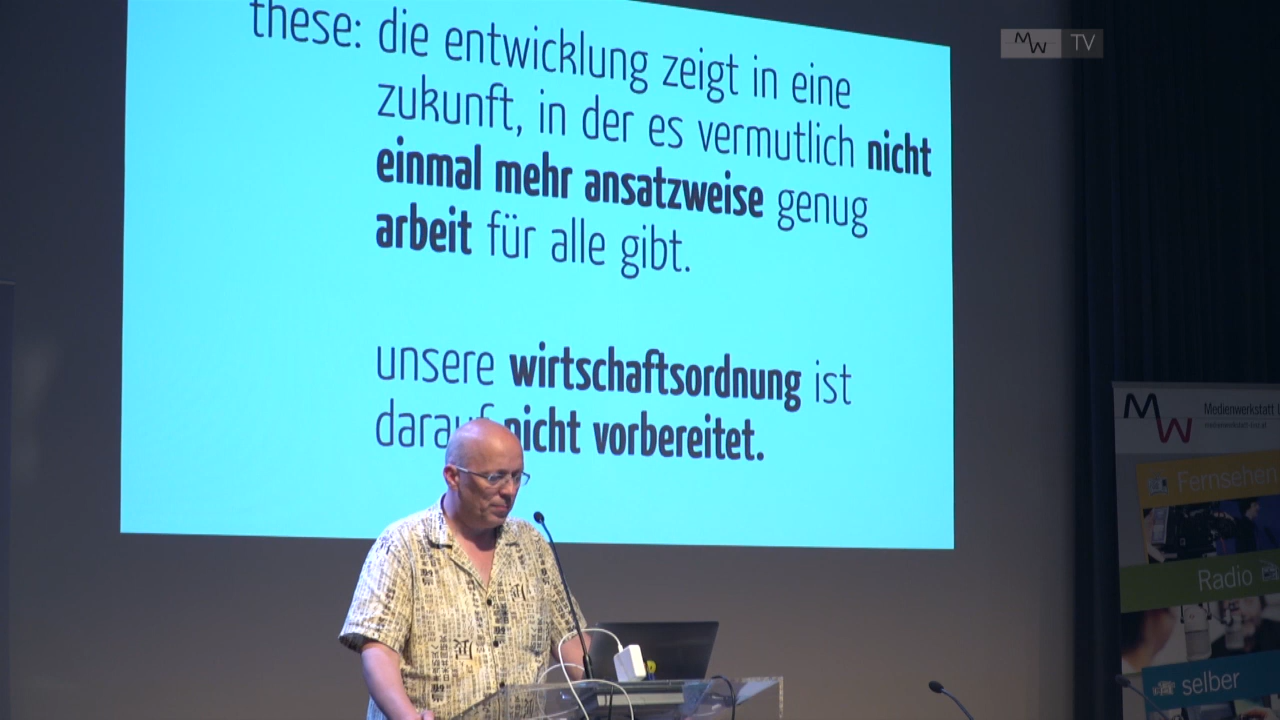 these: die entwicklung zeigt in eine
zukunft, in der es vermutlich nicht
einmal mehr ansatzweise genug
arbeit für alle gibt.
unsere wirtschaftsordnung ist
darauf nicht vorbereitet.
MW TV
MW Medienwerkstatt
Fernsehen
Radio
selber